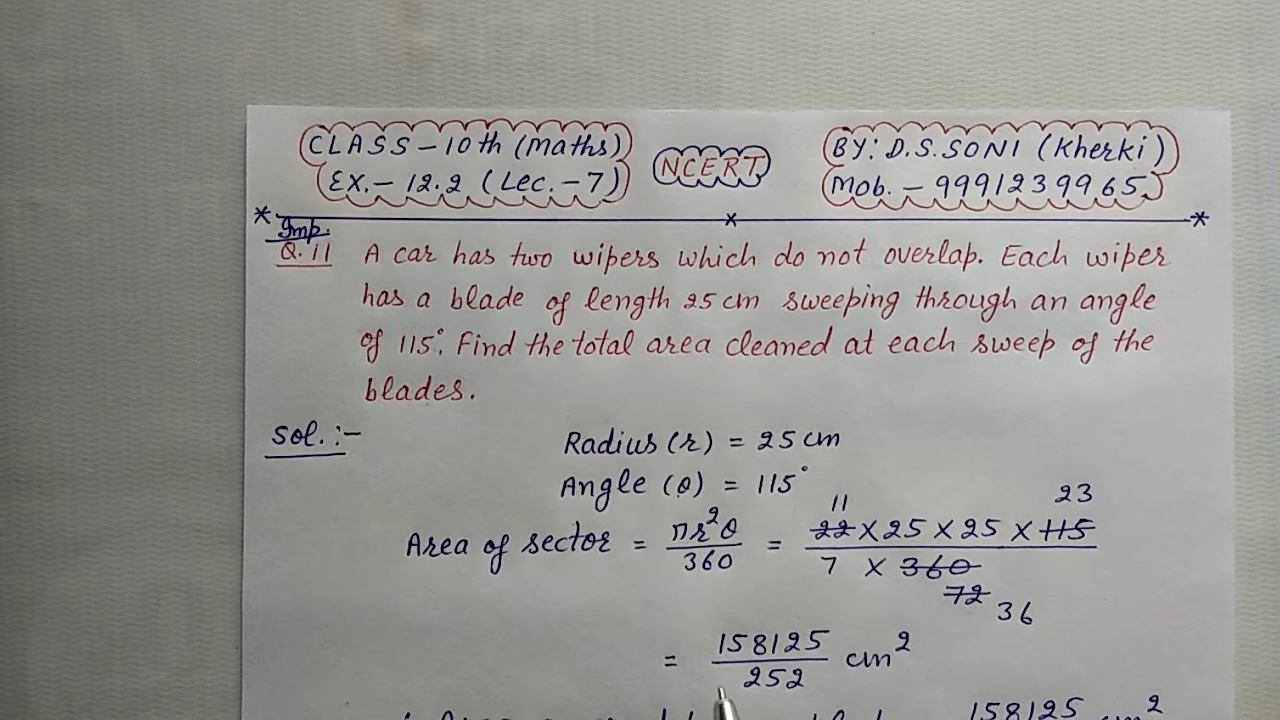 CLASS-10th (Maths)
EX.-12.2 (Lec.-7)
NCERT
BY: D.S.SONI (Kherki)
Mob.-9991239965
Imp.
Q.11 A car has two wipers which do not overlap. Each wiper
has a blade of length 25 cm sweeping through an angle
of 115°. Find the total area cleaned at each sweep of the
blades.
Sol.:-
Radius (r) = 25 cm
Angle (θ) = 115°
11 23
Area of sector = πr²θ/360 = 22×25×25×115/7×360
72 36
= 158125/252 cm²
158125 cm²